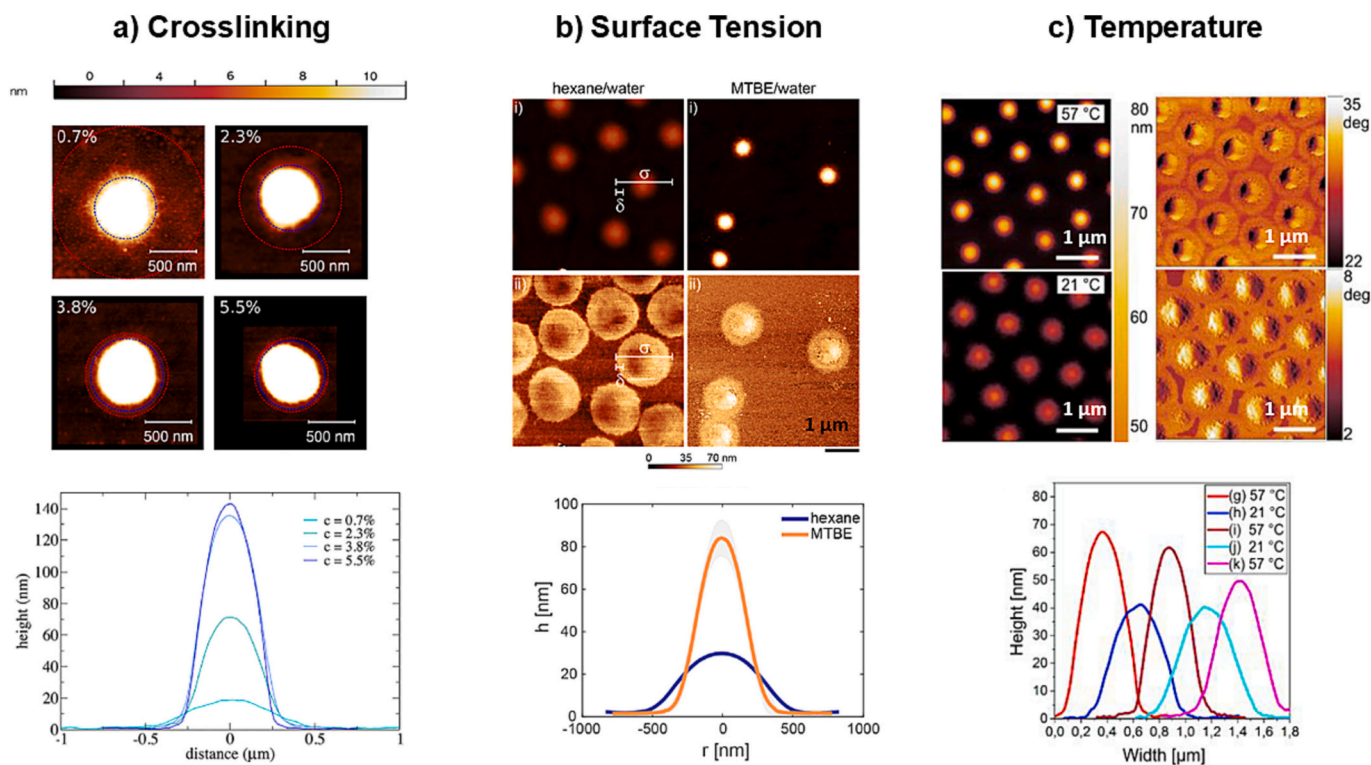 a) Crosslinking
b) Surface Tension
c) Temperature
0 4 6 8 10
nm
0.7%
2.3%
500 nm
500 nm
3.8%
5.5%
500 nm
500 nm
hexane/water
MTBE/water
i)
i)
σ
δ
ii)
ii)
σ
δ
1 µm
0 35 70 nm
57 °C
80
nm
70
60
50
1 µm
21 °C
1 µm
35
deg
22
1 µm
8
deg
2
1 µm
140
120
100
80
60
40
20
0
height (nm)
c = 0.7%
c = 2.3%
c = 3.8%
c = 5.5%
-1 -0.5 0 0.5 1
distance (µm)
100
80
60
40
20
0
h
[nm]
hexane
MTBE
-1000 -500 0 500 1000
r [nm]
80
70
60
50
40
30
20
10
0
Height [nm]
(g) 57 °C
(h) 21 °C
(i) 57 °C
(j) 21 °C
(k) 57 °C
0,0 0,2 0,4 0,6 0,8 1,0 1,2 1,4 1,6 1,8
Width [µm]